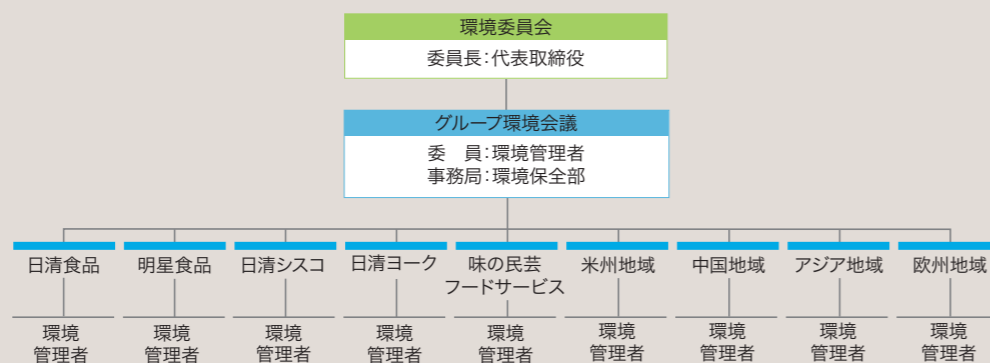 環境委員会
委員長:代表取締役
グループ環境会議
委　員:環境管理者
事務局:環境保全部
日清食品
明星食品
日清シスコ
日清ヨーク
味の民芸
フードサービス
米州地域
中国地域
アジア地域
欧州地域
環境
管理者
環境
管理者
環境
管理者
環境
管理者
環境
管理者
環境
管理者
環境
管理者
環境
管理者
環境
管理者